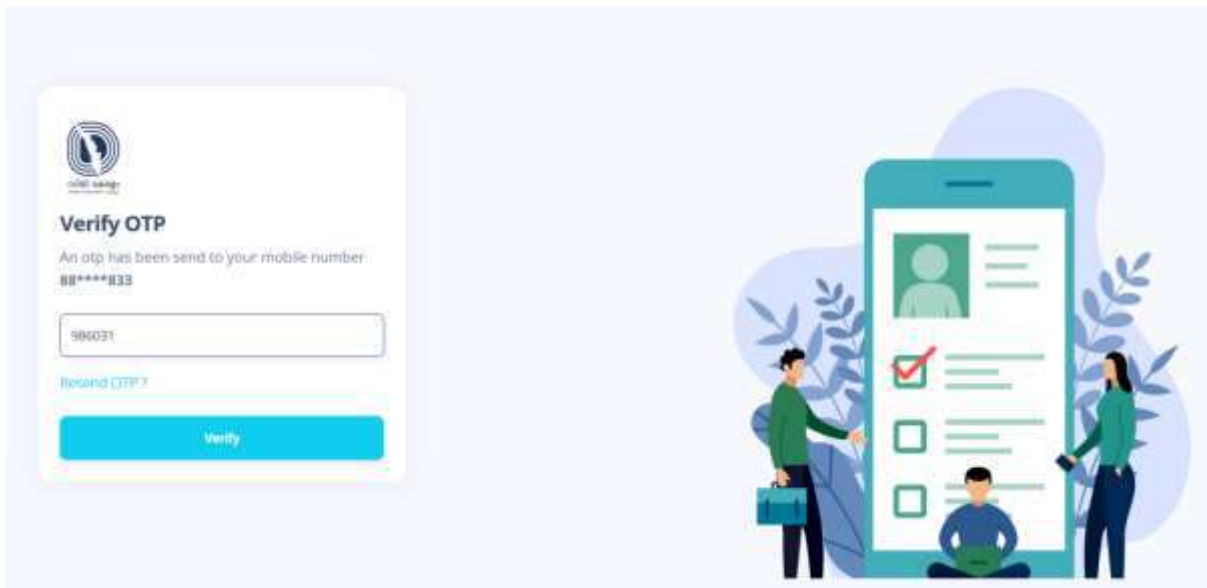 Verify OTP
An otp has been send to your mobile number
88****833
986031
Resend OTP ?
Verify